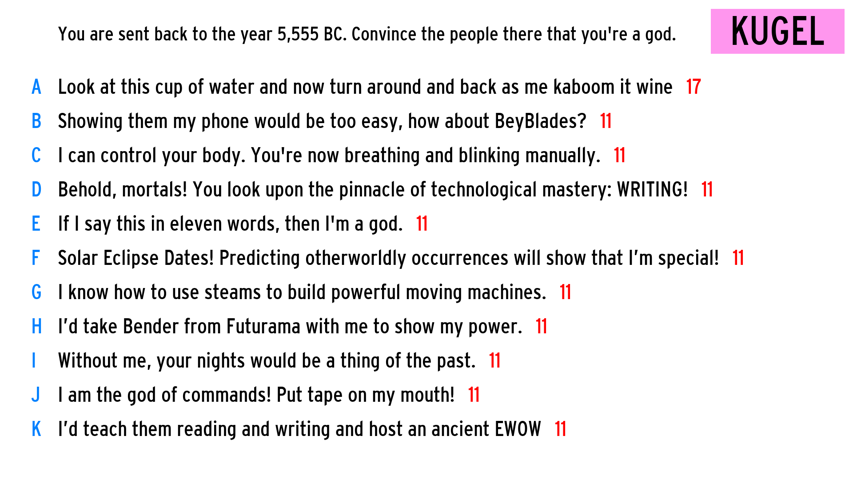 You are sent back to the year 5,555 BC. Convince the people there that you're a god.
KUGEL
A Look at this cup of water and now turn around and back as me kaboom it wine 17
B Showing them my phone would be too easy, how about BeyBlades? 11
C I can control your body. You're now breathing and blinking manually. 11
D Behold, mortals! You look upon the pinnacle of technological mastery: WRITING! 11
E If I say this in eleven words, then I'm a god. 11
F Solar Eclipse Dates! Predicting otherworldly occurrences will show that I’m special! 11
G I know how to use steams to build powerful moving machines. 11
H I’d take Bender from Futurama with me to show my power. 11
I Without me, your nights would be a thing of the past. 11
J I am the god of commands! Put tape on my mouth! 11
K I’d teach them reading and writing and host an ancient EWOW 11